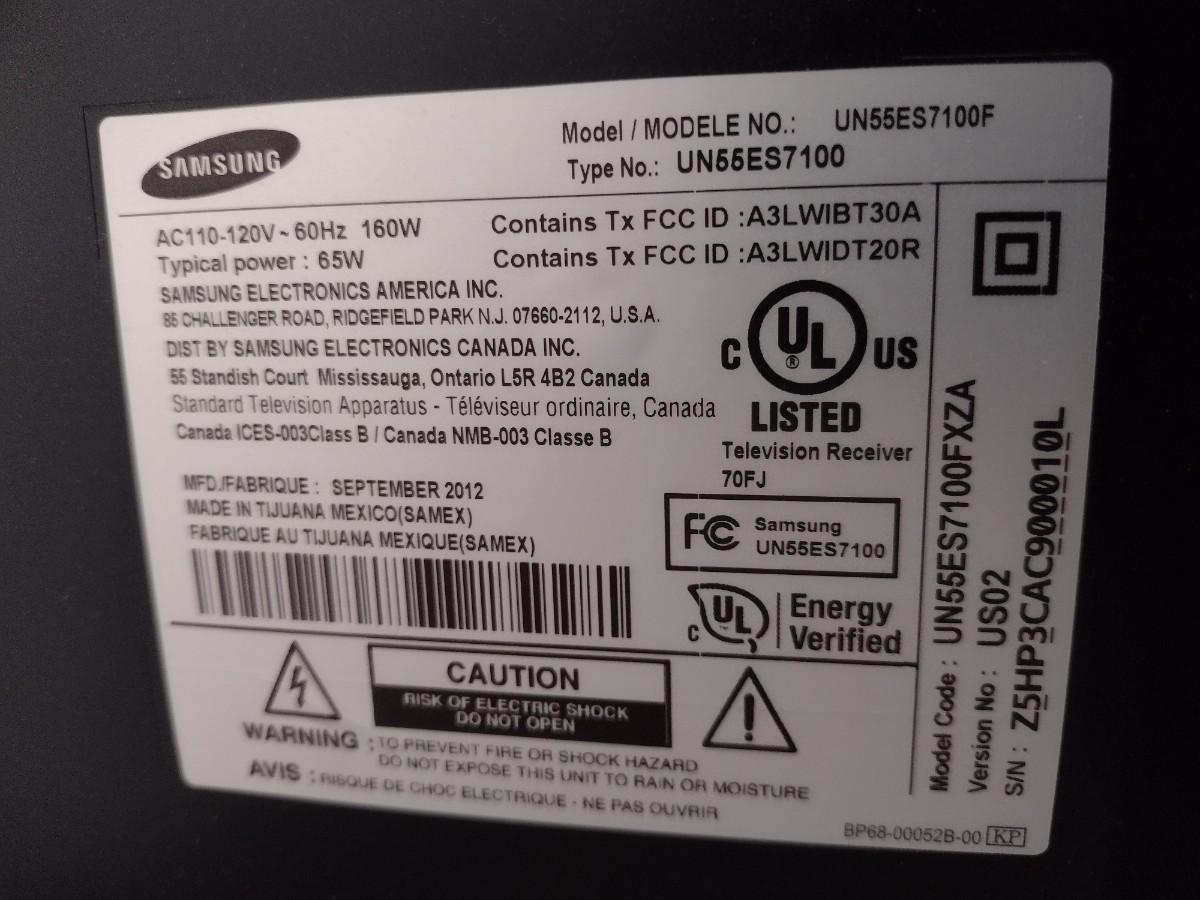 SAMSUNG
Model / MODELE NO.: UN55ES7100F
Type No.: UN55ES7100
AC110-120V ~ 60Hz 160W
Typical power : 65W
Contains Tx FCC ID :A3LWIBT30A
Contains Tx FCC ID :A3LWIDT20R
SAMSUNG ELECTRONICS AMERICA INC.
85 CHALLENGER ROAD, RIDGEFIELD PARK N.J. 07660-2112, U.S.A.
DIST BY SAMSUNG ELECTRONICS CANADA INC.
55 Standish Court Mississauga, Ontario L5R 4B2 Canada
Standard Television Apparatus - Téléviseur ordinaire, Canada
Canada ICES-003Class B / Canada NMB-003 Classe B
C UL ® US
LISTED
Television Receiver
70FJ
MFD./FABRIQUE : SEPTEMBER 2012
MADE IN TIJUANA MEXICO(SAMEX)
FABRIQUE AU TIJUANA MEXIQUE(SAMEX)
FC Samsung
UN55ES7100
C UL ™ Energy
Verified
CAUTION
RISK OF ELECTRIC SHOCK
DO NOT OPEN
!
WARNING : TO PREVENT FIRE OR SHOCK HAZARD
DO NOT EXPOSE THIS UNIT TO RAIN OR MOISTURE
AVIS : RISQUE DE CHOC ELECTRIQUE - NE PAS OUVRIR
Model Code : UN55ES7100FXZA
Version No : US02
S/N : Z5HP3CAC900010L
BP68-00052B-00 KP